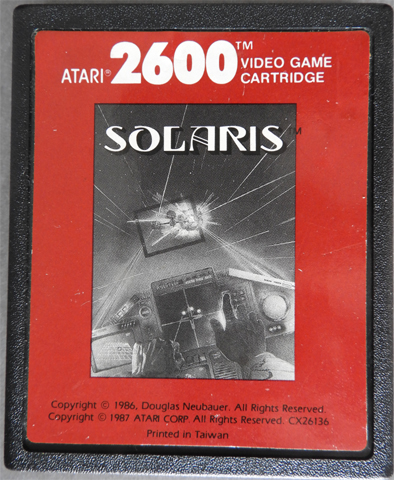 ATARI® 2600™ VIDEO GAME
CARTRIDGE
SOLARIS™
Copyright © 1986, Douglas Neubauer. All Rights Reserved.
Copyright © 1987 ATARI CORP. All Rights Reserved. CX26136
Printed in Taiwan